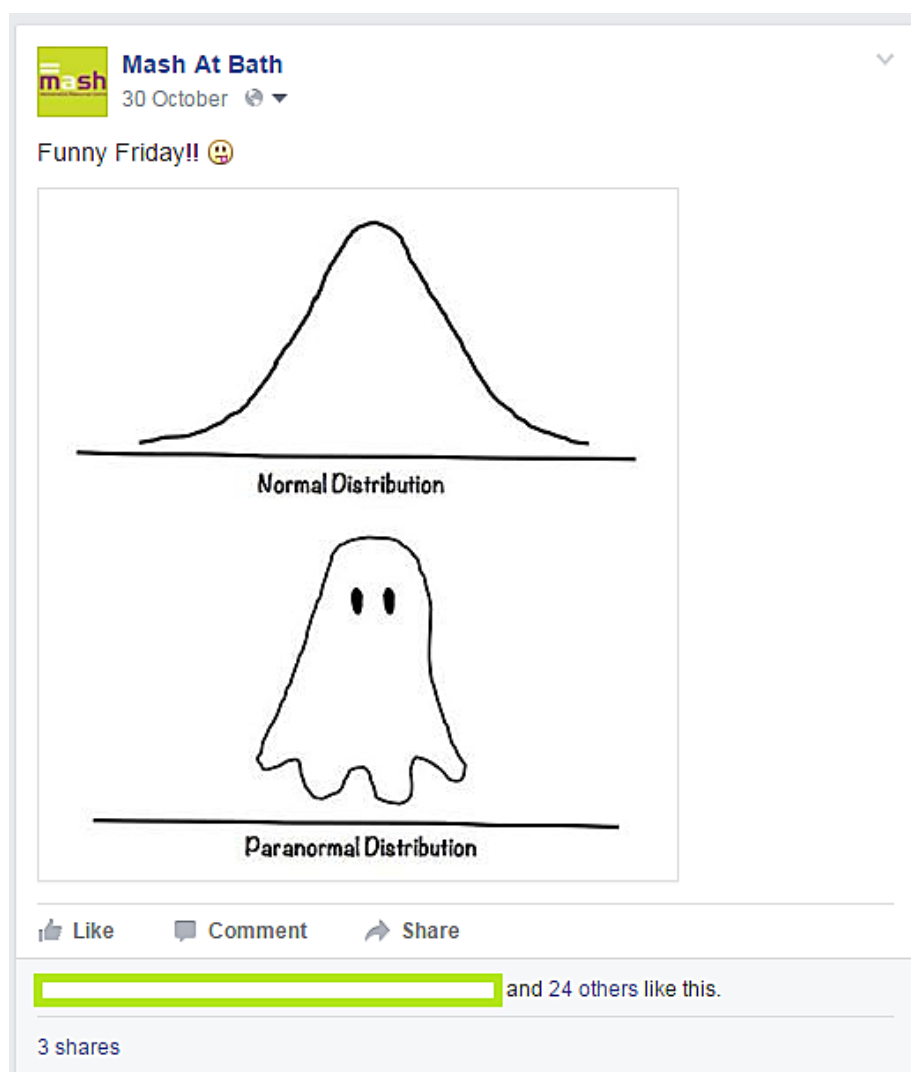 mash
Mash At Bath
30 October
Funny Friday!!
Normal Distribution
Paranormal Distribution
Like Comment Share
and 24 others like this.
3 shares